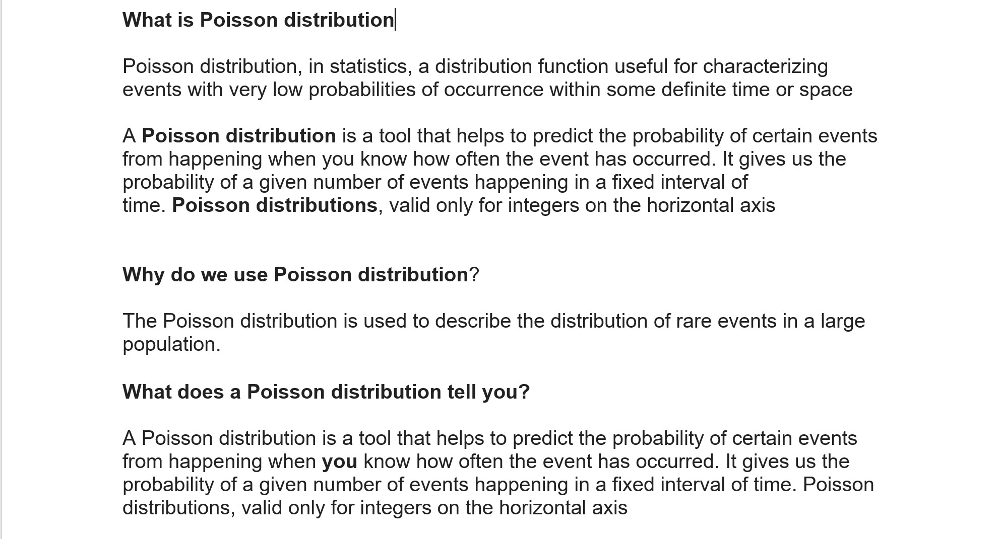 What is Poisson distribution
Poisson distribution, in statistics, a distribution function useful for characterizing
events with very low probabilities of occurrence within some definite time or space
A Poisson distribution is a tool that helps to predict the probability of certain events
from happening when you know how often the event has occurred. It gives us the
probability of a given number of events happening in a fixed interval of
time. Poisson distributions, valid only for integers on the horizontal axis
Why do we use Poisson distribution?
The Poisson distribution is used to describe the distribution of rare events in a large
population.
What does a Poisson distribution tell you?
A Poisson distribution is a tool that helps to predict the probability of certain events
from happening when you know how often the event has occurred. It gives us the
probability of a given number of events happening in a fixed interval of time. Poisson
distributions, valid only for integers on the horizontal axis